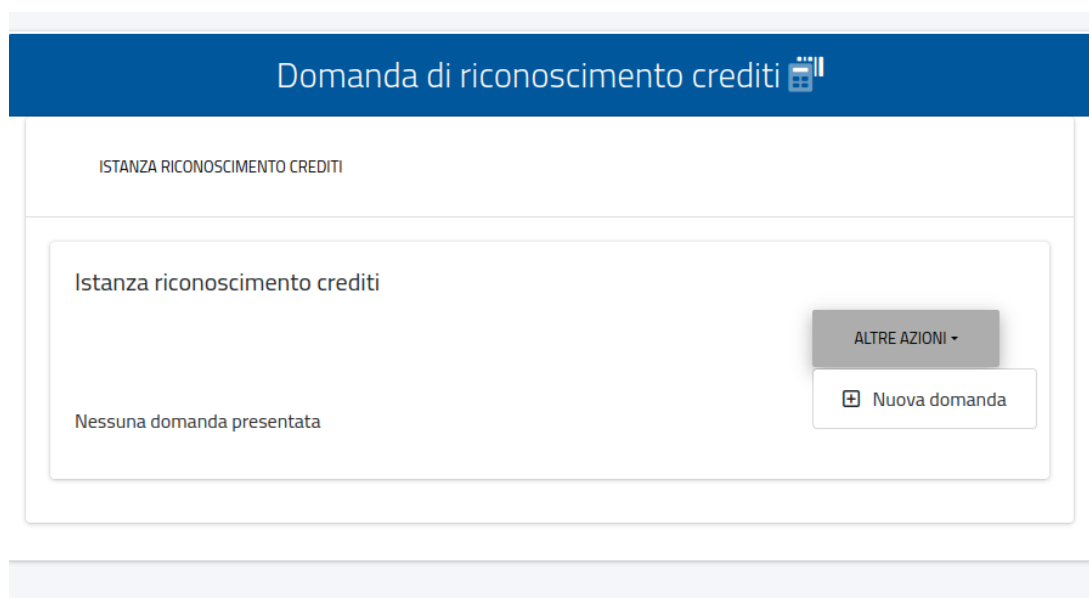 Domanda di riconoscimento crediti
ISTANZA RICONOSCIMENTO CREDITI
Istanza riconoscimento crediti
ALTRE AZIONI
Nuova domanda
Nessuna domanda presentata